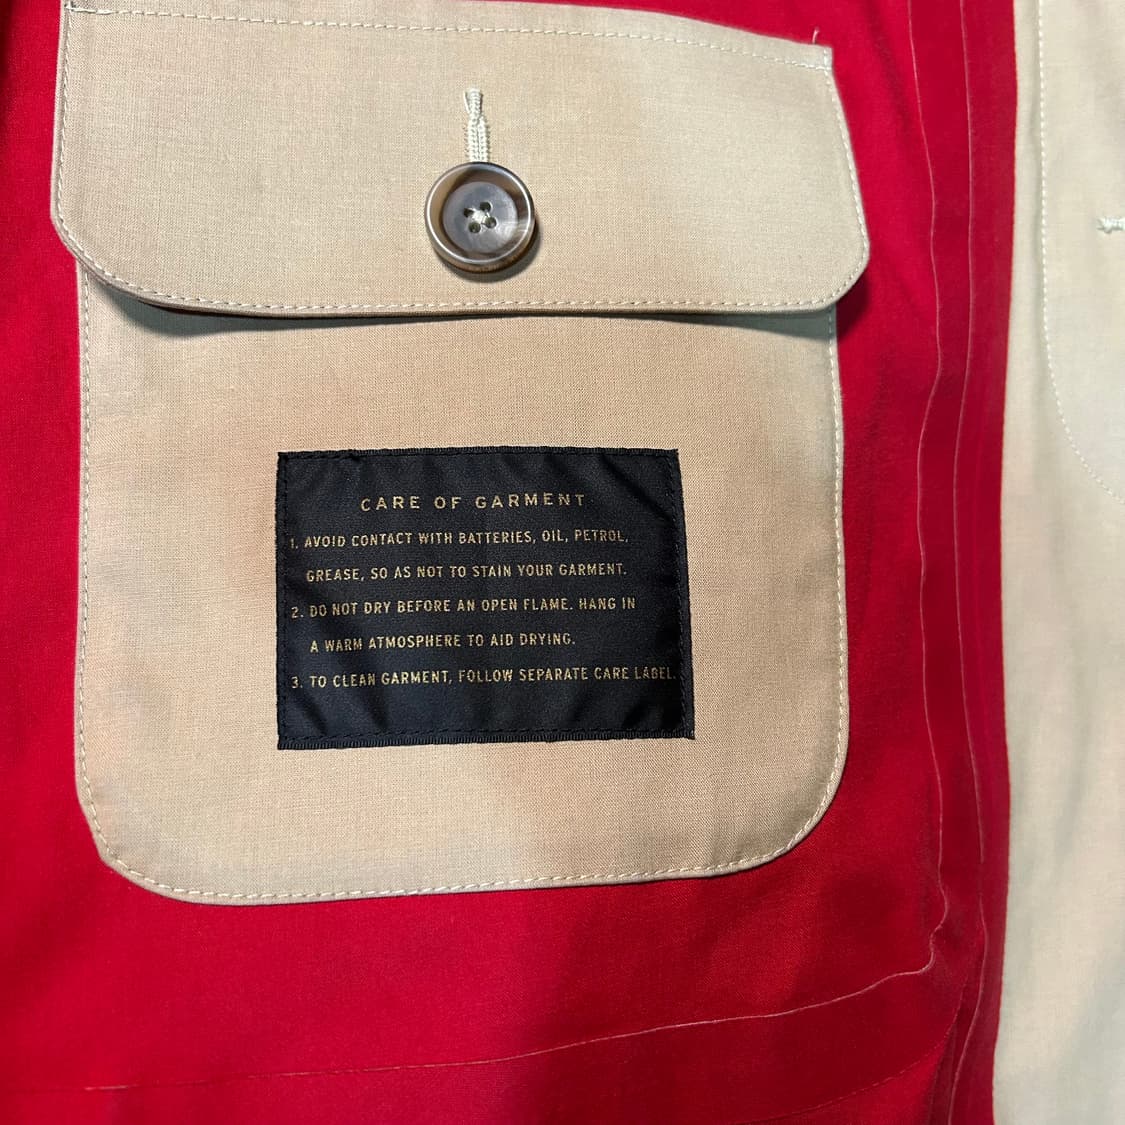 CARE OF GARMENT
1. AVOID CONTACT WITH BATTERIES, OIL, PETROL,
GREASE, SO AS NOT TO STAIN YOUR GARMENT.
2. DO NOT DRY BEFORE AN OPEN FLAME. HANG IN
A WARM ATMOSPHERE TO AID DRYING.
3. TO CLEAN GARMENT, FOLLOW SEPARATE CARE LABEL.